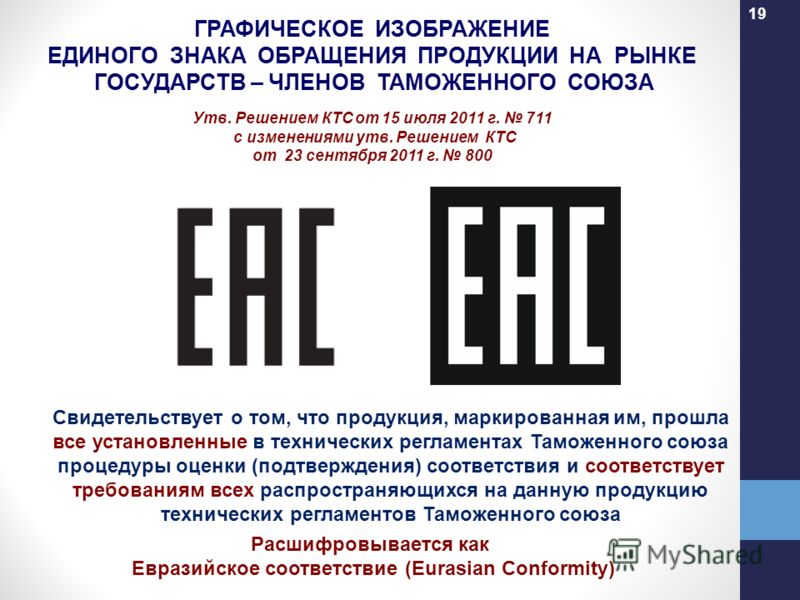 19
ГРАФИЧЕСКОЕ ИЗОБРАЖЕНИЕ
ЕДИНОГО ЗНАКА ОБРАЩЕНИЯ ПРОДУКЦИИ НА РЫНКЕ
ГОСУДАРСТВ – ЧЛЕНОВ ТАМОЖЕННОГО СОЮЗА
Утв. Решением КТС от 15 июля 2011 г. № 711
с изменениями утв. Решением КТС
от 23 сентября 2011 г. № 800
ЕАС ЕАС
Свидетельствует о том, что продукция, маркированная им, прошла
все установленные в технических регламентах Таможенного союза
процедуры оценки (подтверждения) соответствия и соответствует
требованиям всех распространяющихся на данную продукцию
технических регламентов Таможенного союза
Расшифровывается как
Евразийское соответствие (Eurasian Conformity)
MyShared